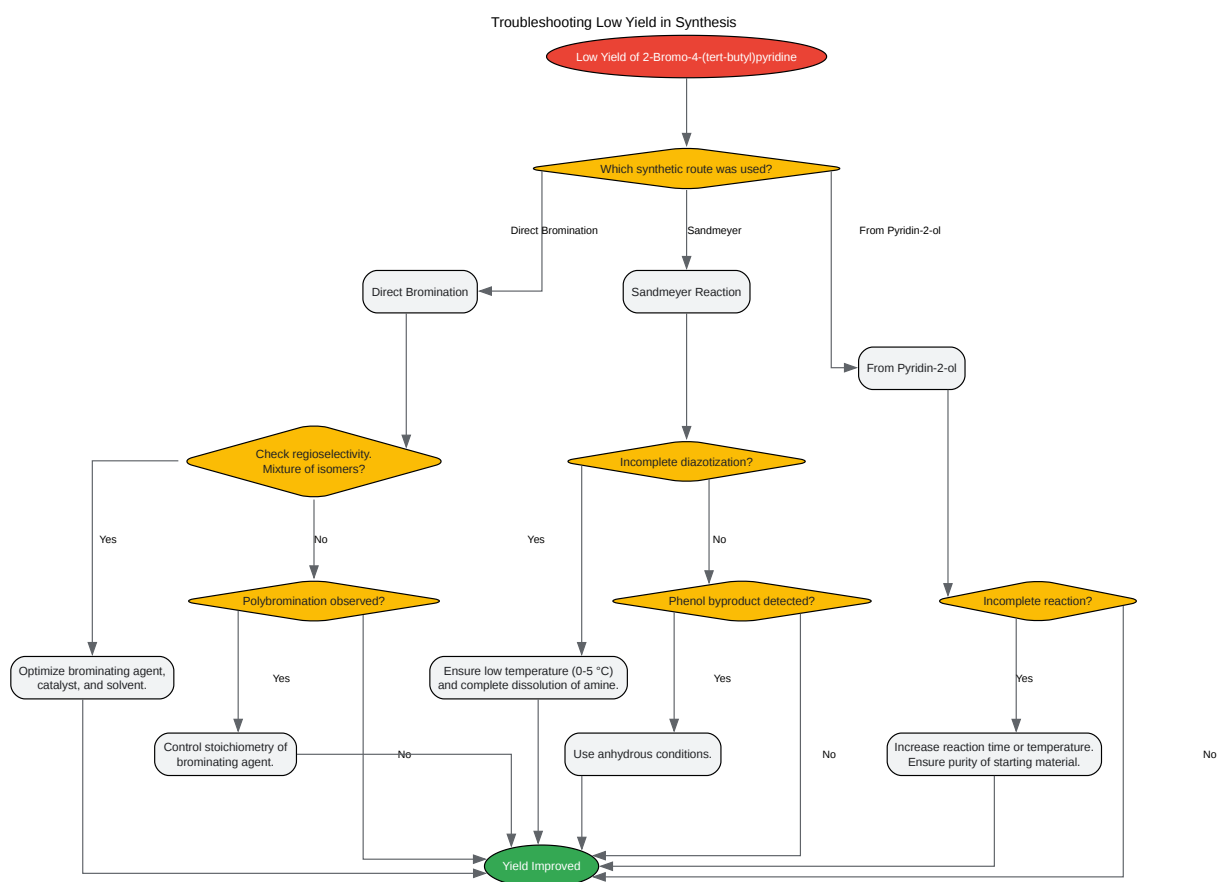 Troubleshooting Low Yield in Synthesis
Low Yield of 2-Bromo-4-(tert-butyl)pyridine
Which synthetic route was used?
Direct Bromination
Sandmeyer
From Pyridin-2-ol
Direct Bromination
Sandmeyer Reaction
From Pyridin-2-ol
Check regioselectivity.
Mixture of isomers?
Incomplete diazotization?
Yes
No
Yes
No
Polybromination observed?
Phenol byproduct detected?
Incomplete reaction?
Optimize brominating agent,
catalyst, and solvent.
Yes
Ensure low temperature (0-5 °C)
and complete dissolution of amine.
Yes
Yes
Control stoichiometry of
brominating agent.
No
Use anhydrous conditions.
No
Increase reaction time or temperature.
Ensure purity of starting material.
No
Yield Improved